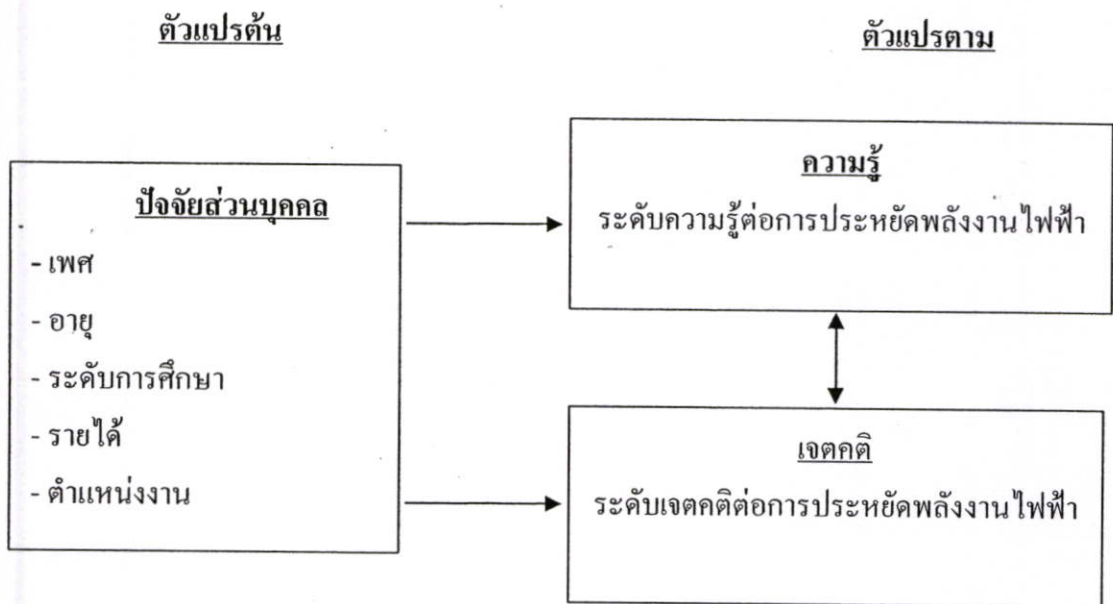 ตัวแปรต้น
ตัวแปรตาม
ปัจจัยส่วนบุคคล
- เพศ
- อายุ
- ระดับการศึกษา
- รายได้
- ตำแหน่งงาน
ความรู้
ระดับความรู้ต่อการประหยัดพลังงานไฟฟ้า
เจตคติ
ระดับเจตคติต่อการประหยัดพลังงานไฟฟ้า